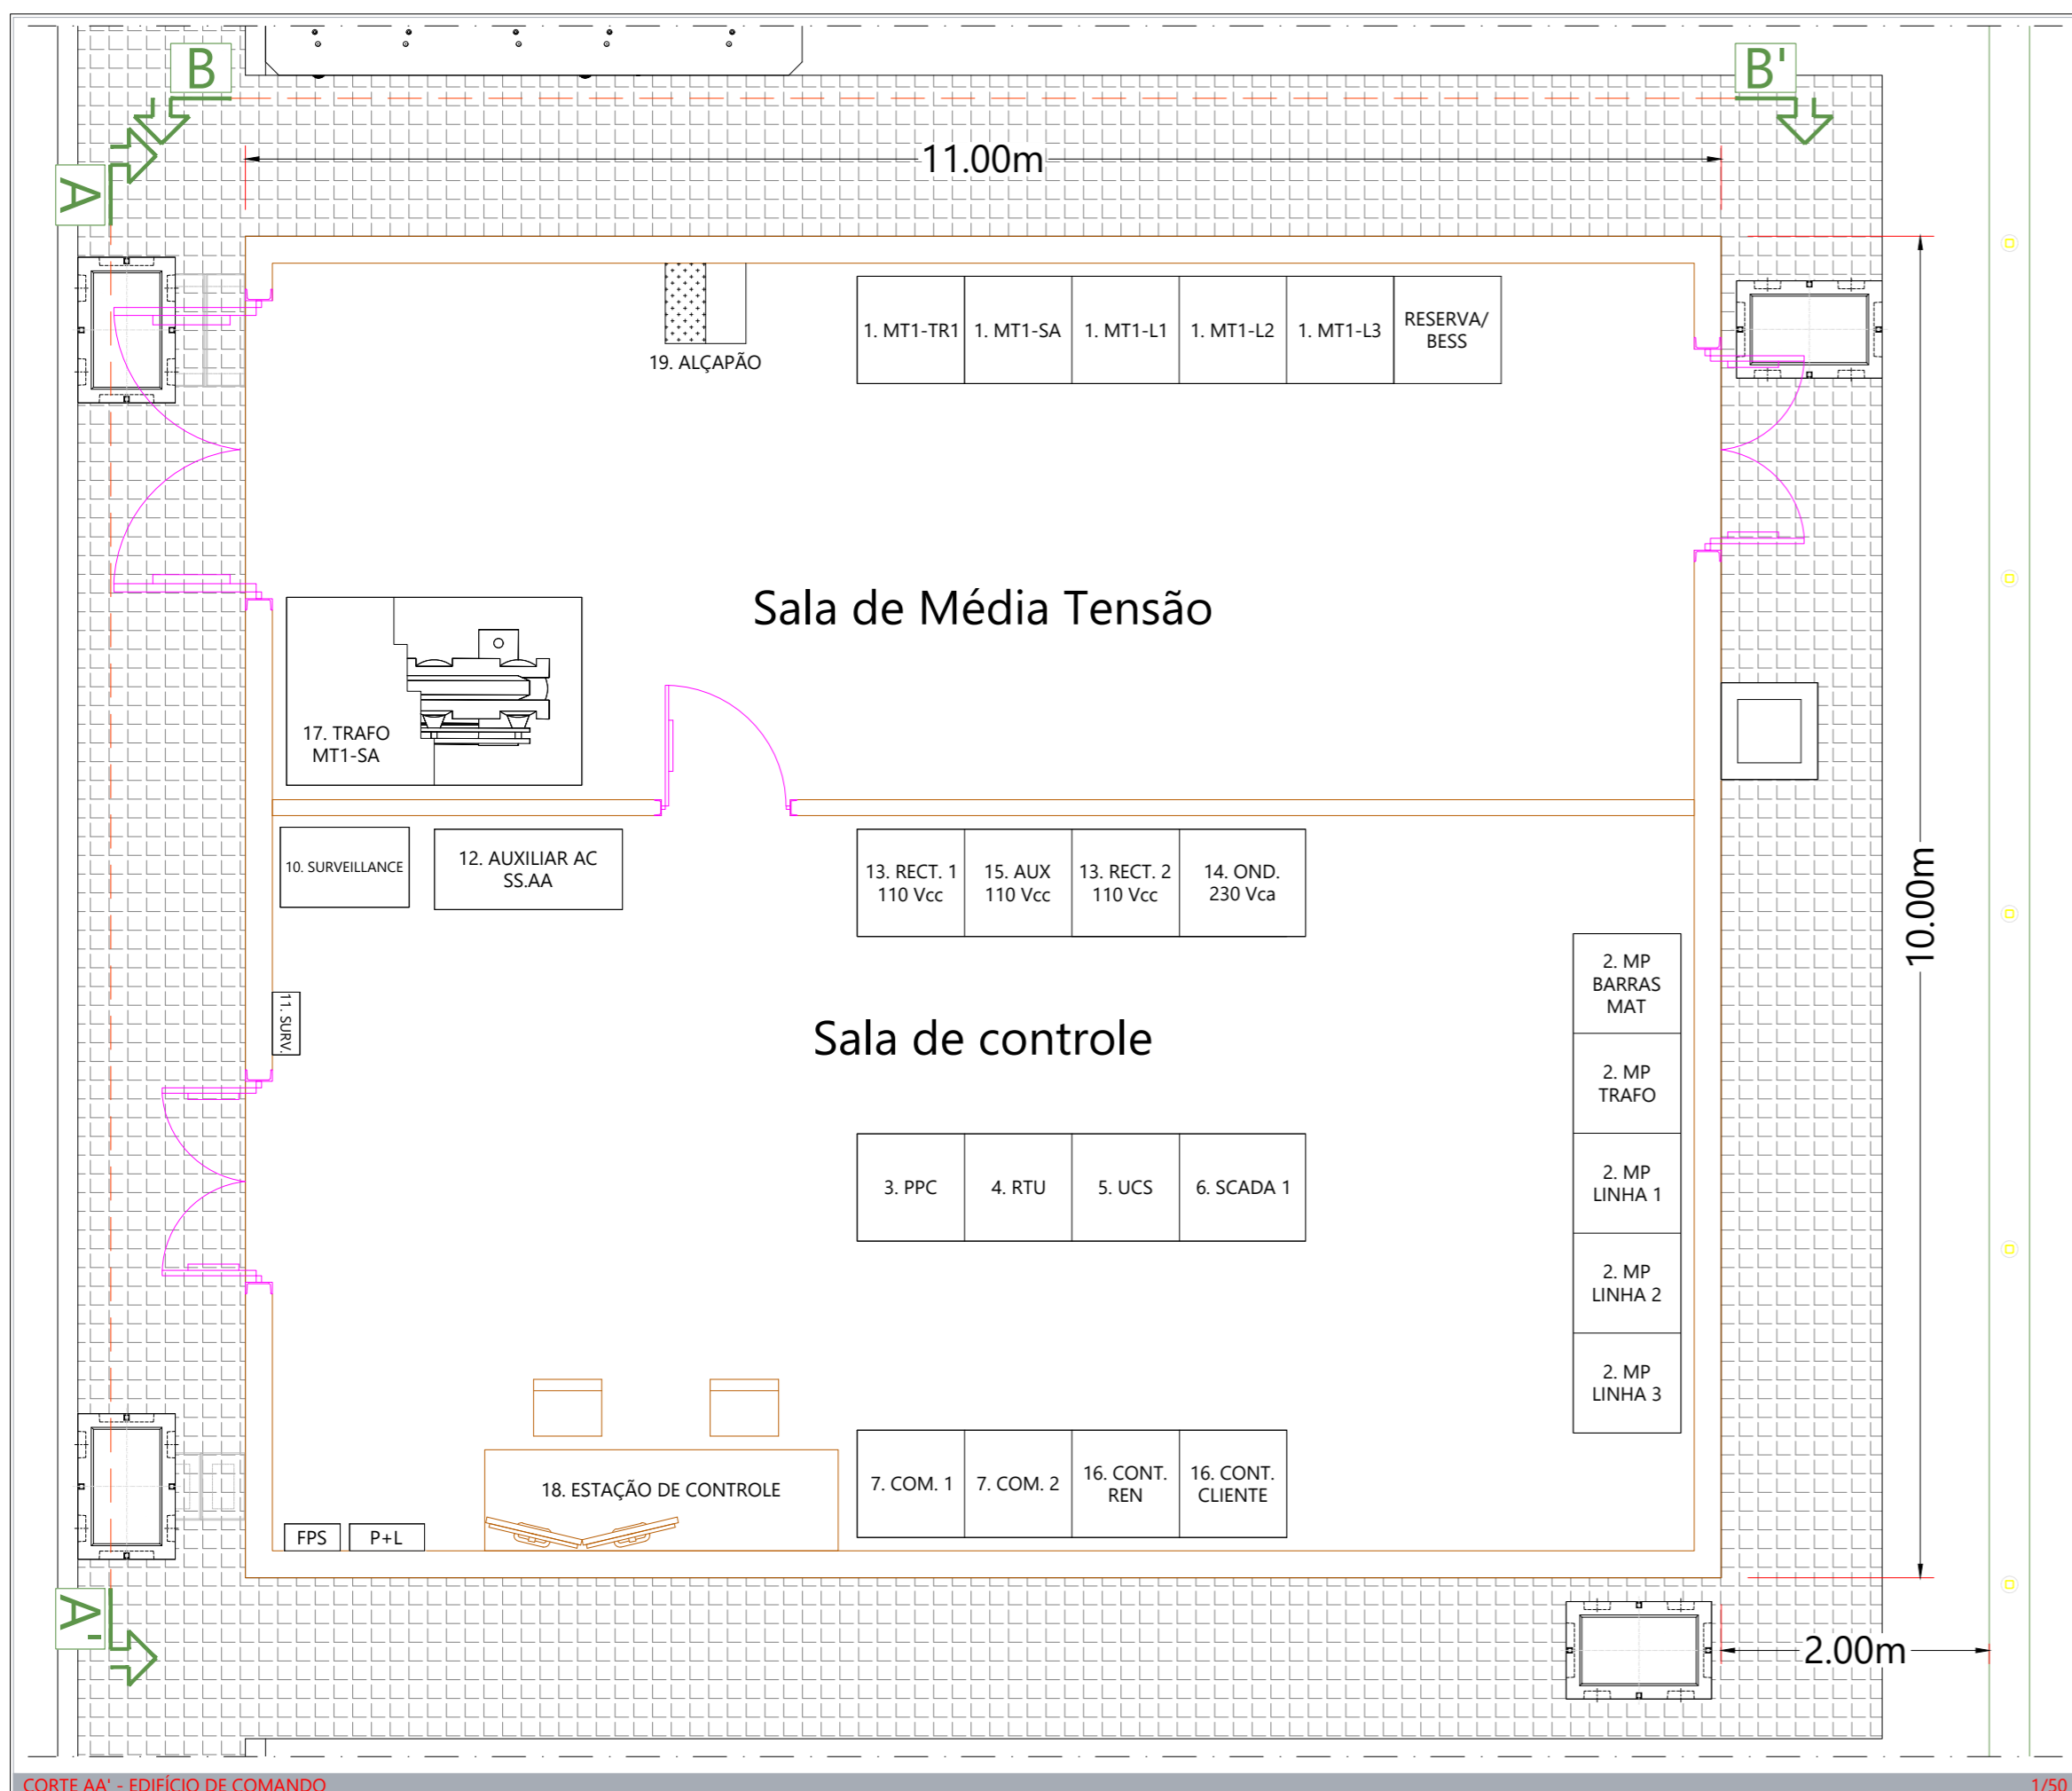 B
B'
11.00m
A
1. MT1-TR1
1. MT1-SA
1. MT1-L1
1. MT1-L2
1. MT1-L3
RESERVA/
BESS
19. ALÇAPÃO
Sala de Média Tensão
17. TRAFO
MT1-SA
10. SURVEILLANCE
12. AUXILIAR AC
SS.AA
13. RECT. 1
110 Vcc
15. AUX
110 Vcc
13. RECT. 2
110 Vcc
14. OND.
230 Vca
10.00m
2. MP
BARRAS
MAT
11. SURV.
Sala de controle
2. MP
TRAFO
3. PPC
4. RTU
5. UCS
6. SCADA 1
2. MP
LINHA 1
2. MP
LINHA 2
2. MP
LINHA 3
18. ESTAÇÃO DE CONTROLE
7. COM. 1
7. COM. 2
16. CONT.
REN
16. CONT.
CLIENTE
FPS
P+L
A'
2.00m
CORTE AA' - EDIFÍCIO DE COMANDO
1/50